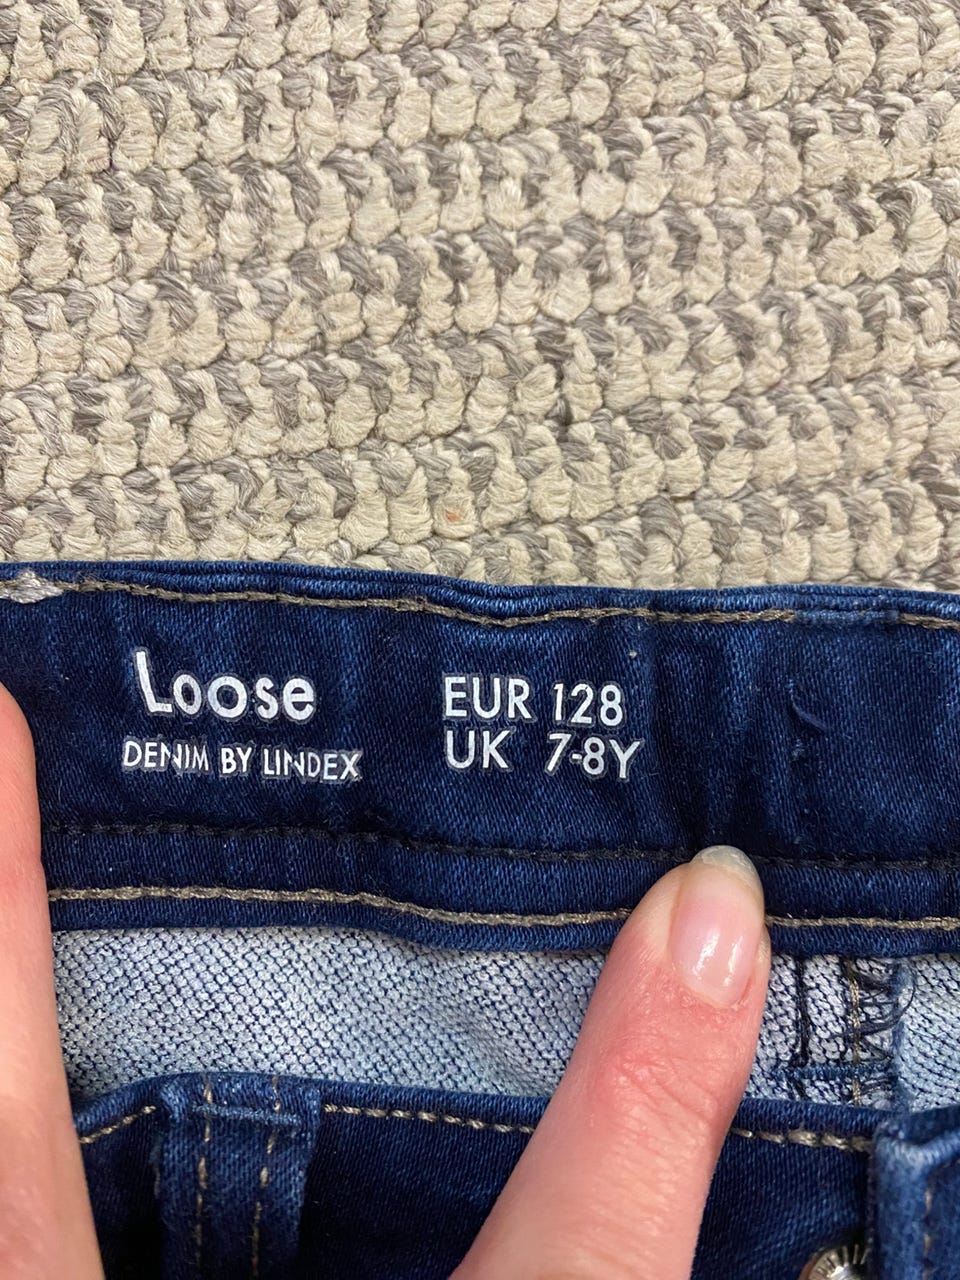 Loose
DENIM BY LINDEX
EUR 128
UK 7-8Y